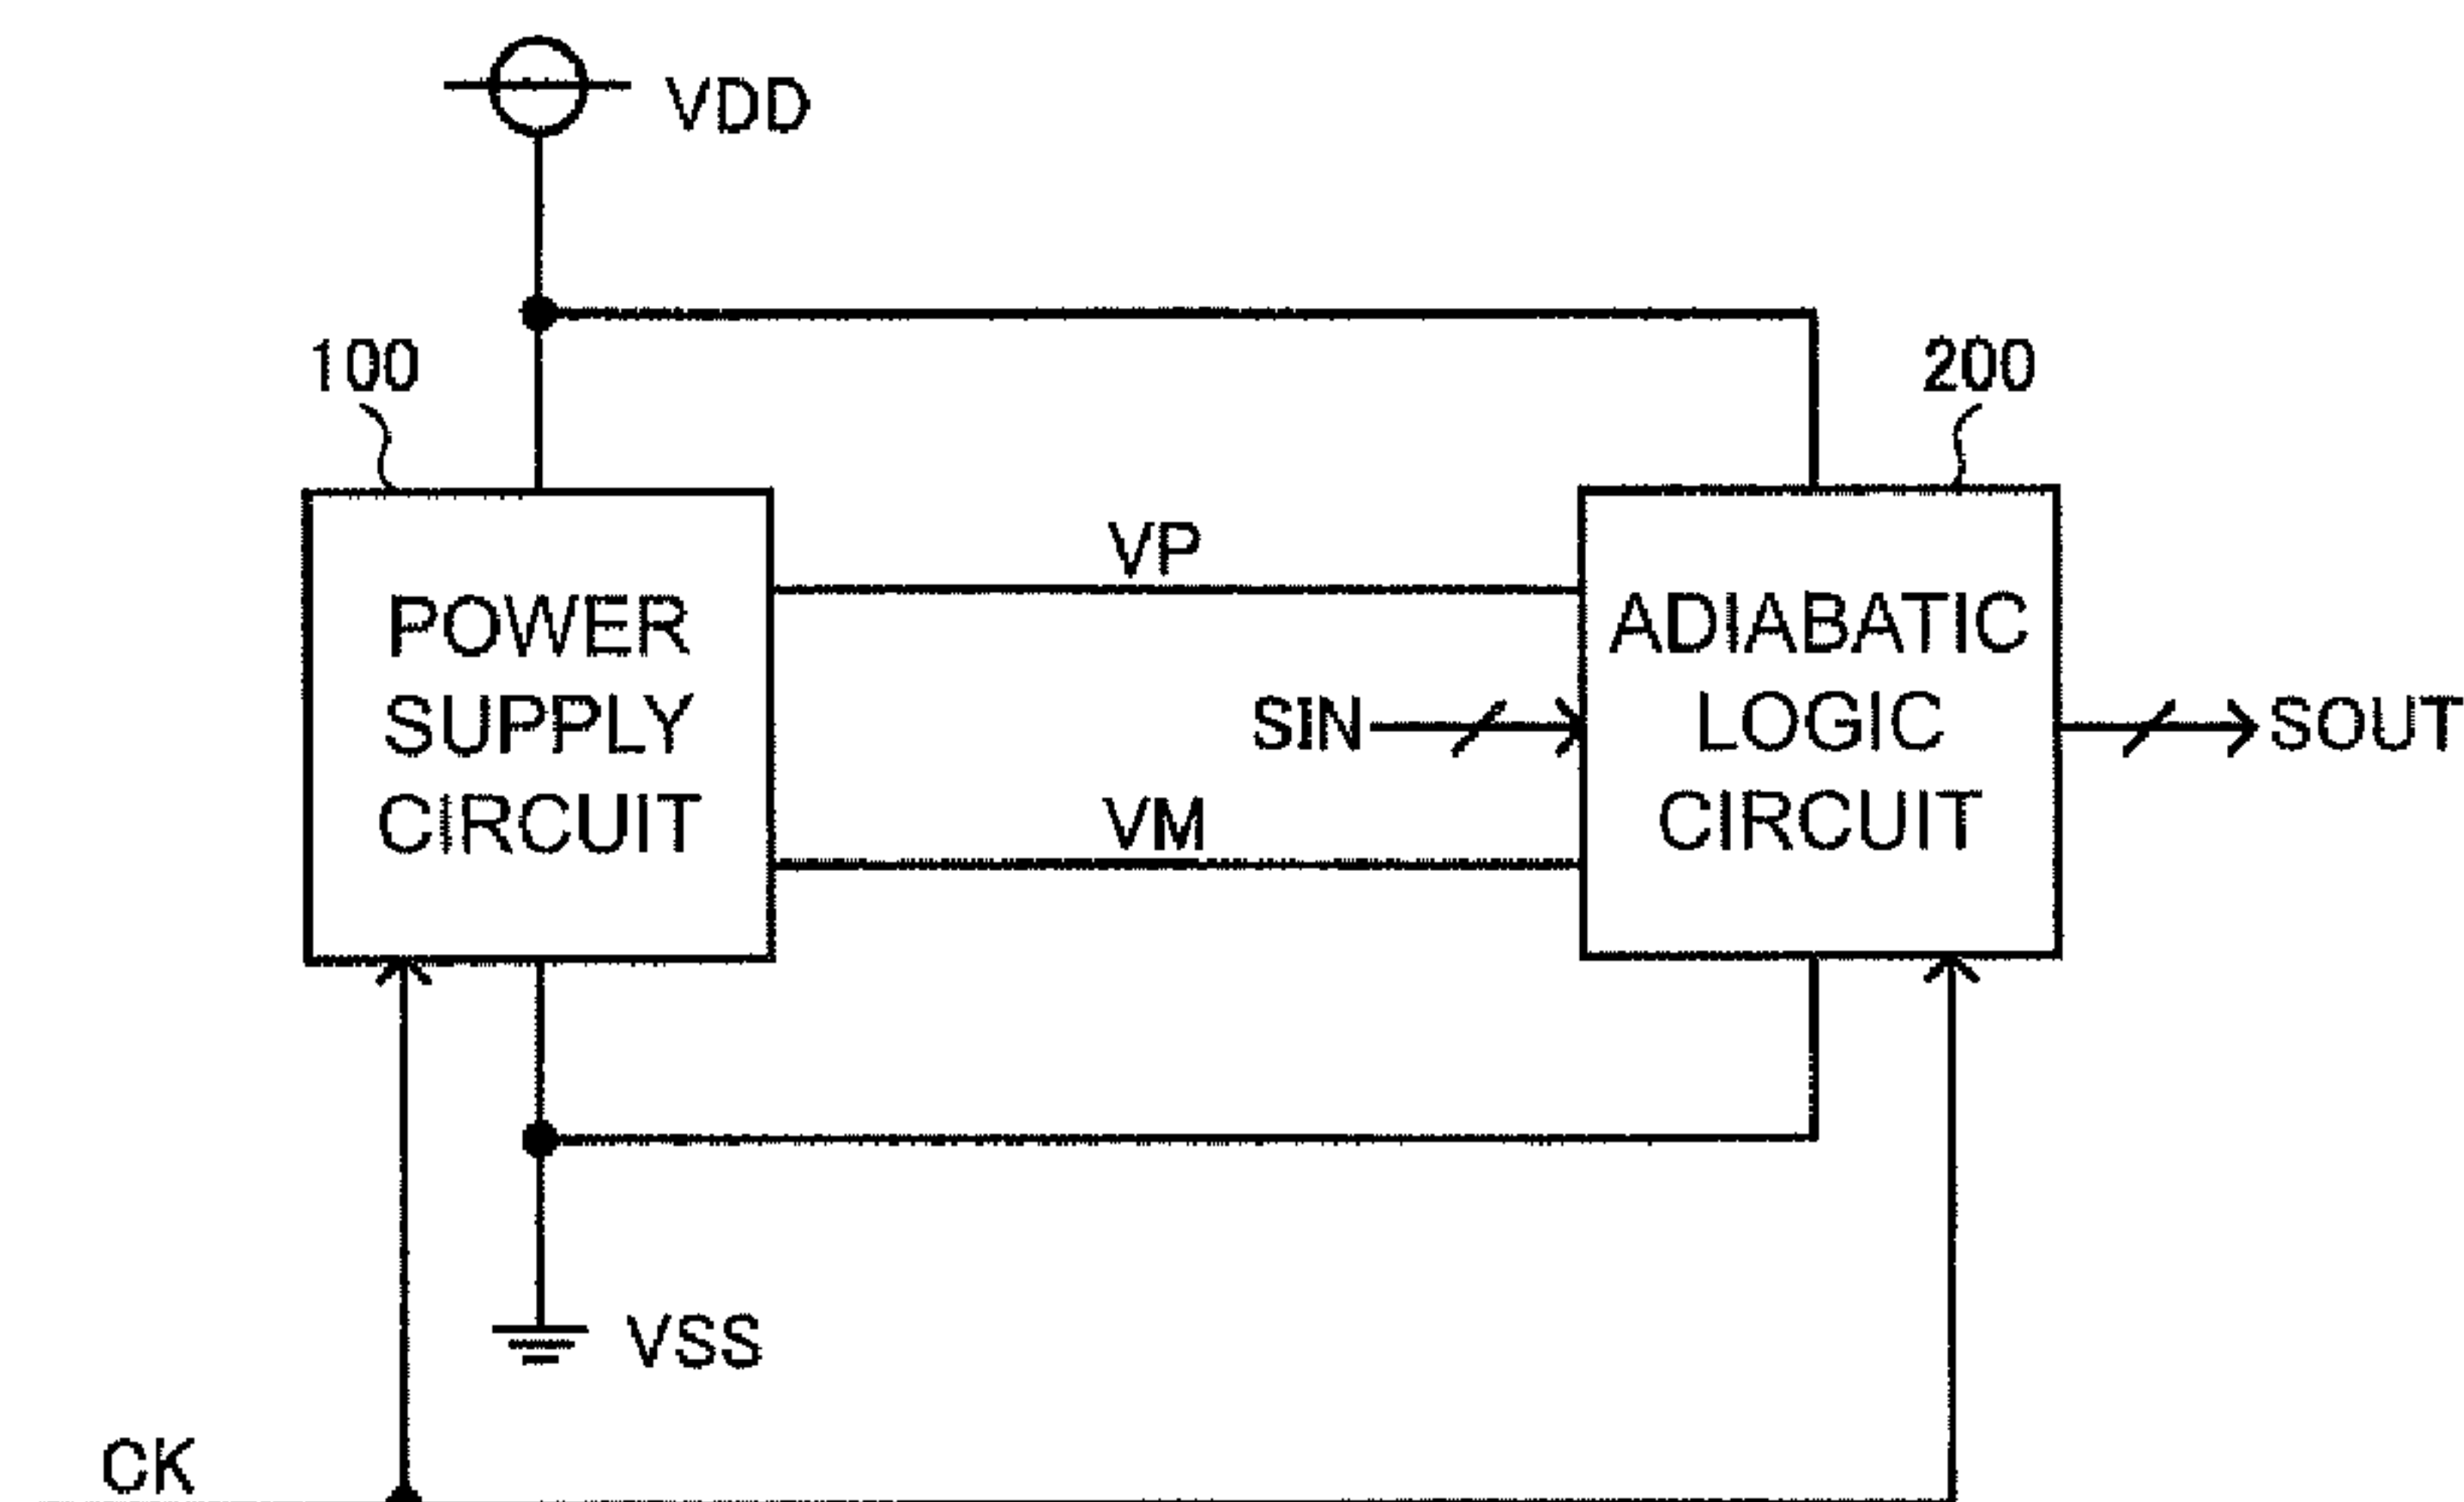 VDD
100
200
VP
POWER
SUPPLY
CIRCUIT
SIN
ADIABATIC
LOGIC
CIRCUIT
SOUT
VM
VSS
CK